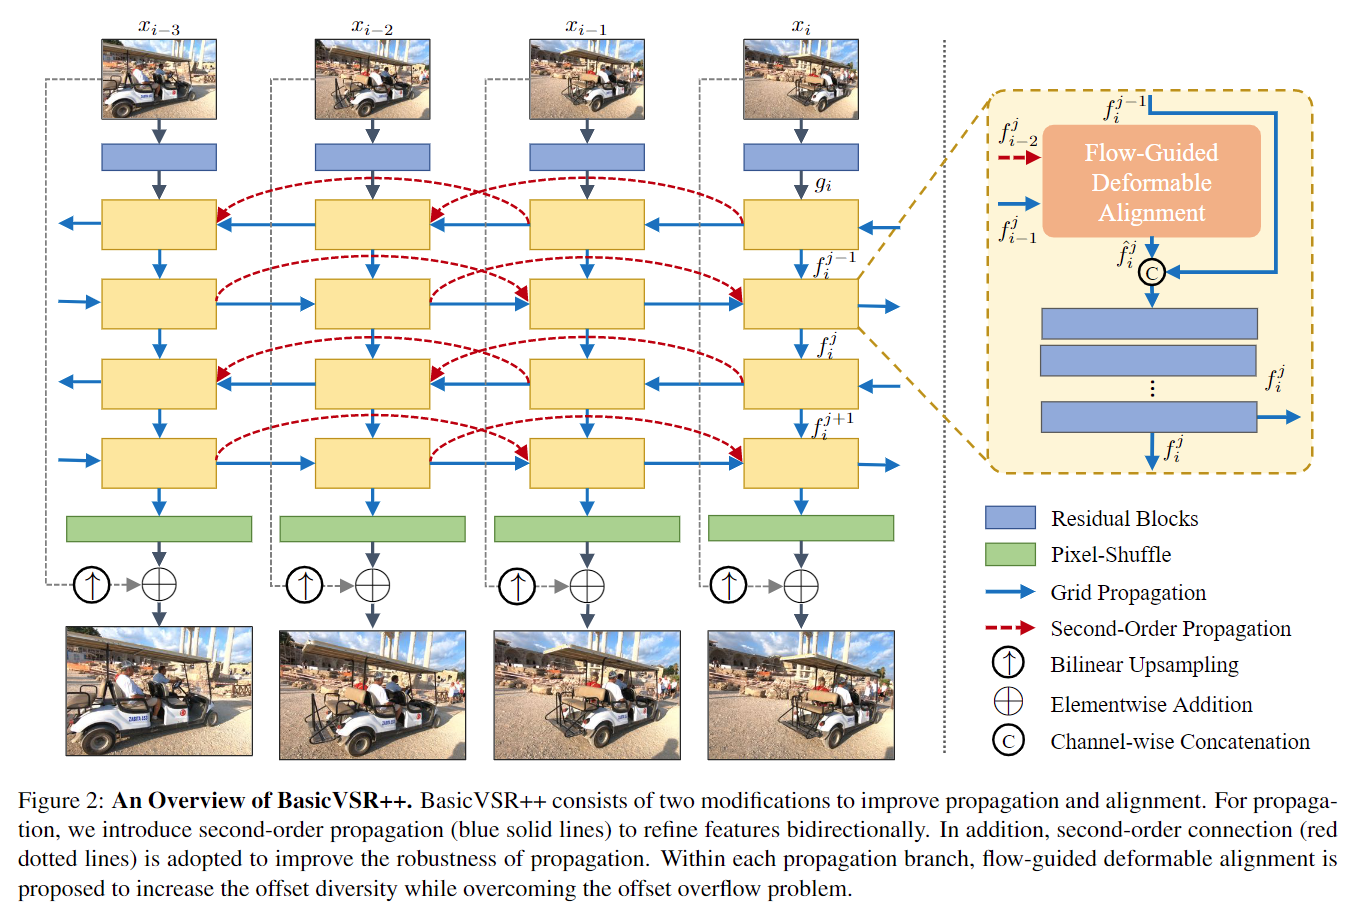 x_{i-3} x_{i-2} x_{i-1} x_i
g_i
f_i^{j-1}
f_i^j
f_i^{j+1}
f_i^{j-1}
f_{i-2}^j
Flow-Guided
Deformable
Alignment
f_{i-1}^j
\hat{f}_i^j
C
⋮
f_i^j
f_i^j
Residual Blocks
Pixel-Shuffle
Grid Propagation
Second-Order Propagation
Bilinear Upsampling
Elementwise Addition
C Channel-wise Concatenation
Figure 2: An Overview of BasicVSR++. BasicVSR++ consists of two modifications to improve propagation and alignment. For propaga-
tion, we introduce second-order propagation (blue solid lines) to refine features bidirectionally. In addition, second-order connection (red
dotted lines) is adopted to improve the robustness of propagation. Within each propagation branch, flow-guided deformable alignment is
proposed to increase the offset diversity while overcoming the offset overflow problem.